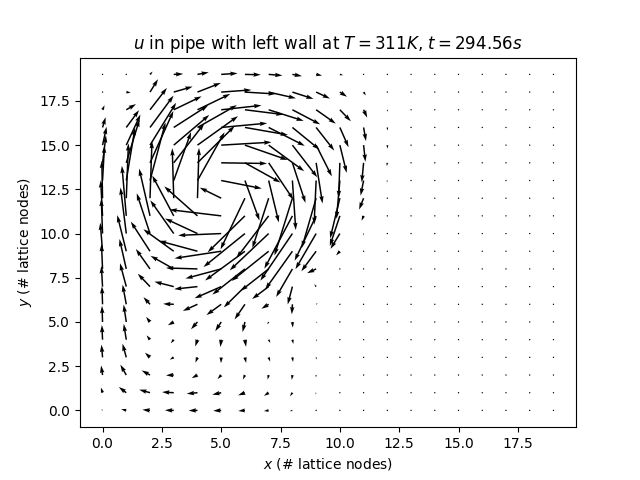 u in pipe with left wall at T = 311K, t = 294.56s
17.5
15.0
12.5
10.0
7.5
5.0
2.5
0.0
y (# lattice nodes)
0.0 2.5 5.0 7.5 10.0 12.5 15.0 17.5
x (# lattice nodes)